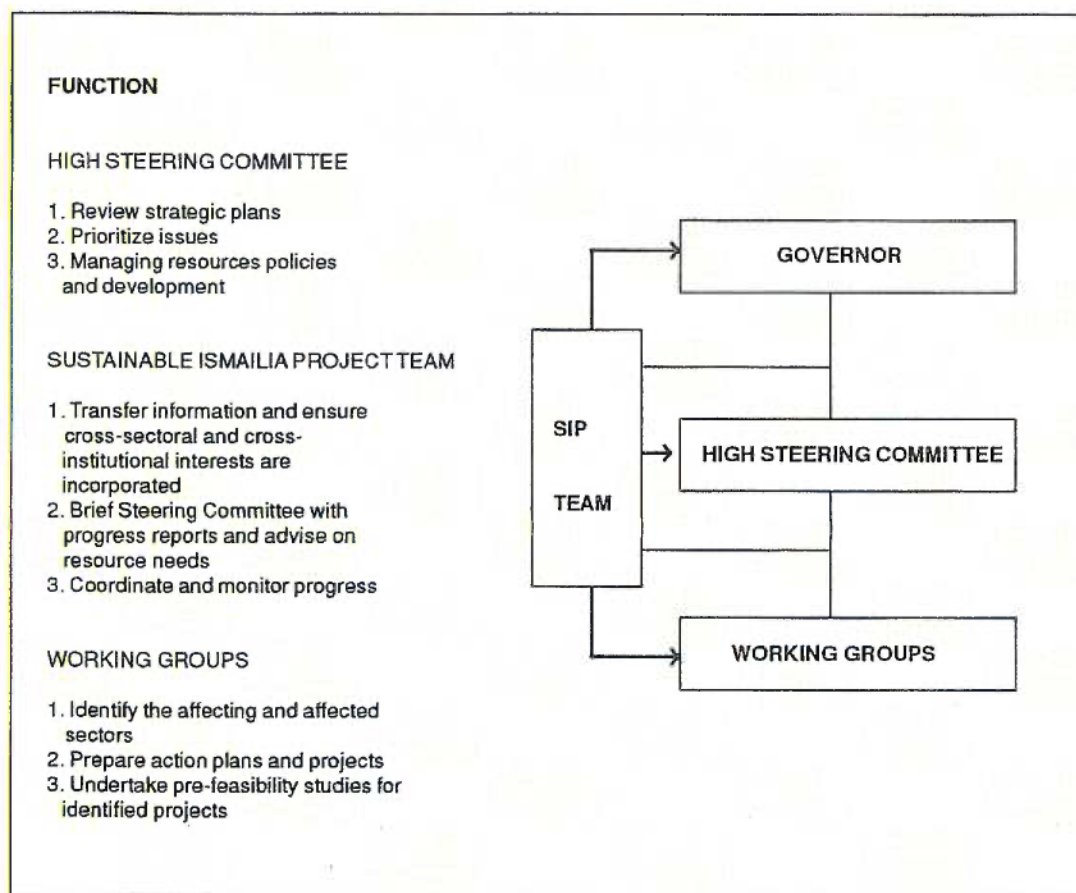 FUNCTION
HIGH STEERING COMMITTEE
1. Review strategic plans
2. Prioritize issues
3. Managing resources policies
and development
SUSTAINABLE ISMAILIA PROJECT TEAM
1. Transfer information and ensure
cross-sectoral and cross-
institutional interests are
incorporated
2. Brief Steering Committee with
progress reports and advise on
resource needs
3. Coordinate and monitor progress
WORKING GROUPS
1. Identify the affecting and affected
sectors
2. Prepare action plans and projects
3. Undertake pre-feasibility studies for
identified projects
GOVERNOR
SIP
TEAM
HIGH STEERING COMMITTEE
WORKING GROUPS